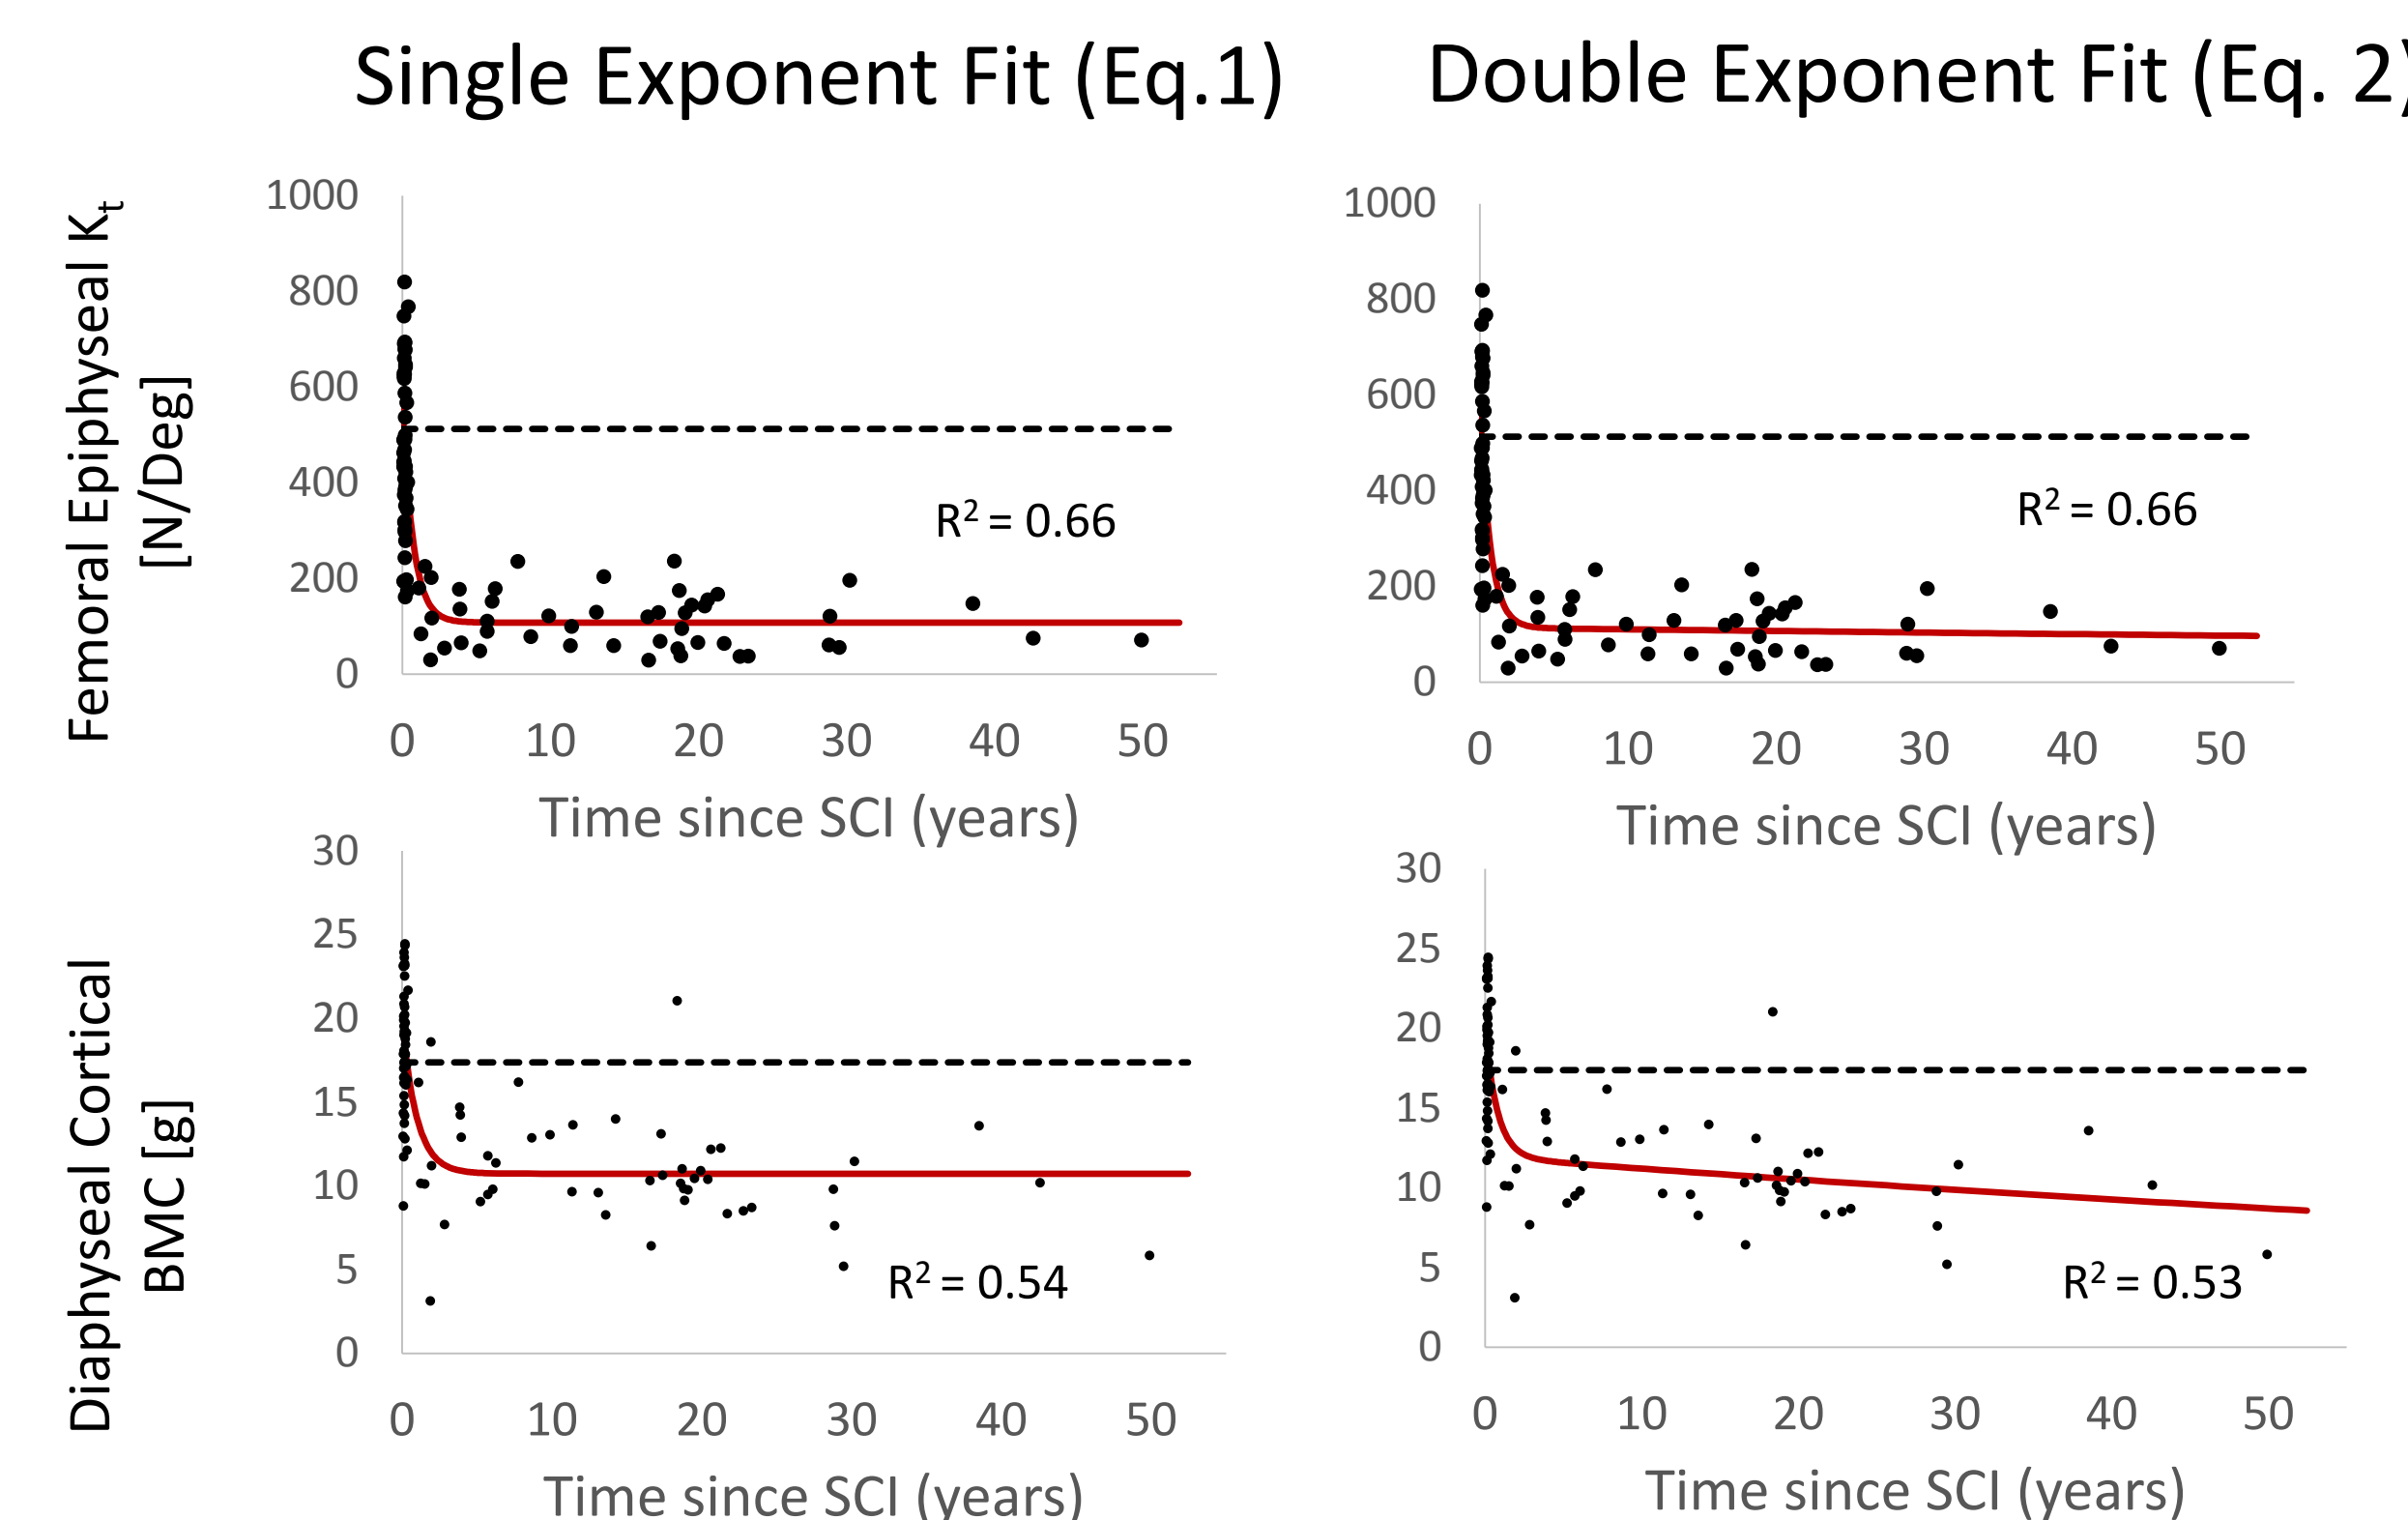 Single Exponent Fit (Eq.1)
Double Exponent Fit (Eq. 2)
Femoral Epiphyseal Kt
[N/Deg]
1000
800
600
400
200
0
R² = 0.66
0 10 20 30 40 50
Time since SCI (years)
1000
800
600
400
200
0
R² = 0.66
0 10 20 30 40 50
Time since SCI (years)
Diaphyseal Cortical
BMC [g]
30
25
20
15
10
5
0
R² = 0.54
0 10 20 30 40 50
Time since SCI (years)
30
25
20
15
10
5
0
R² = 0.53
0 10 20 30 40 50
Time since SCI (years)